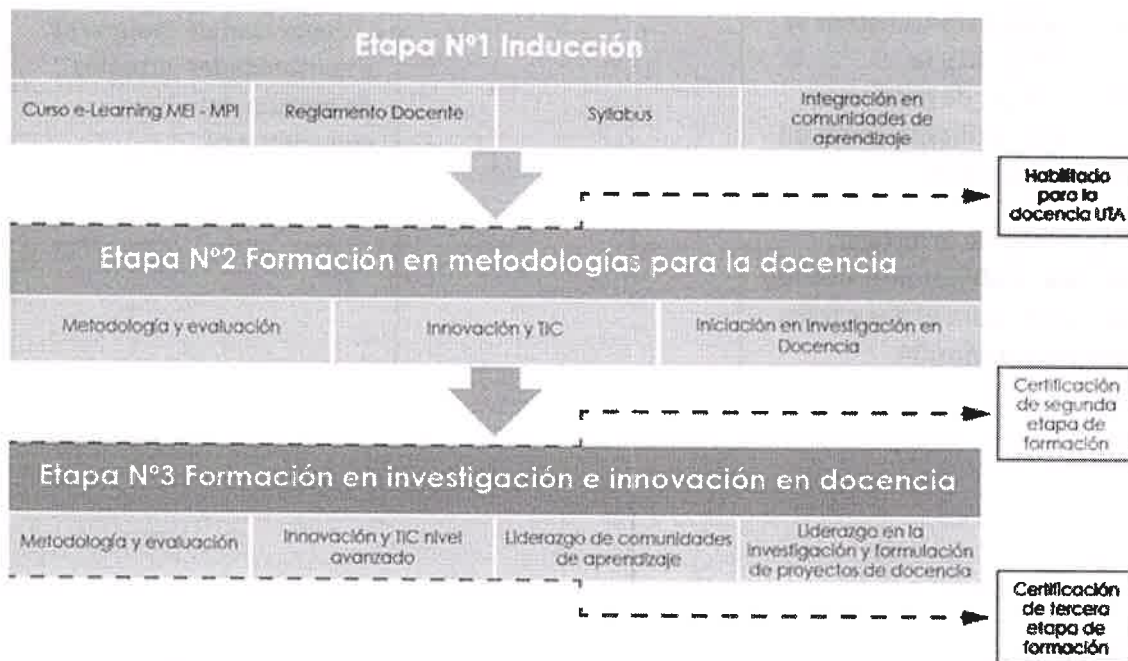 Etapa Nº1 Inducción
Curso e-Learning MEI - MPI
Reglamento Docente
Syllabus
Integración en
comunidades de
aprendizaje
Habilitado
para la
docencia UTA
Etapa Nº2 Formación en metodologías para la docencia
Metodología y evaluación
Innovación y TIC
Iniciación en Investigación en
Docencia
Certificación
de segunda
etapa de
formación
Etapa Nº3 Formación en investigación e innovación en docencia
Metodología y evaluación
Innovación y TIC nivel
avanzado
Liderazgo de comunidades
de aprendizaje
Liderazgo en la
investigación y formulación
de proyectos de docencia
Certificación
de tercera
etapa de
formación